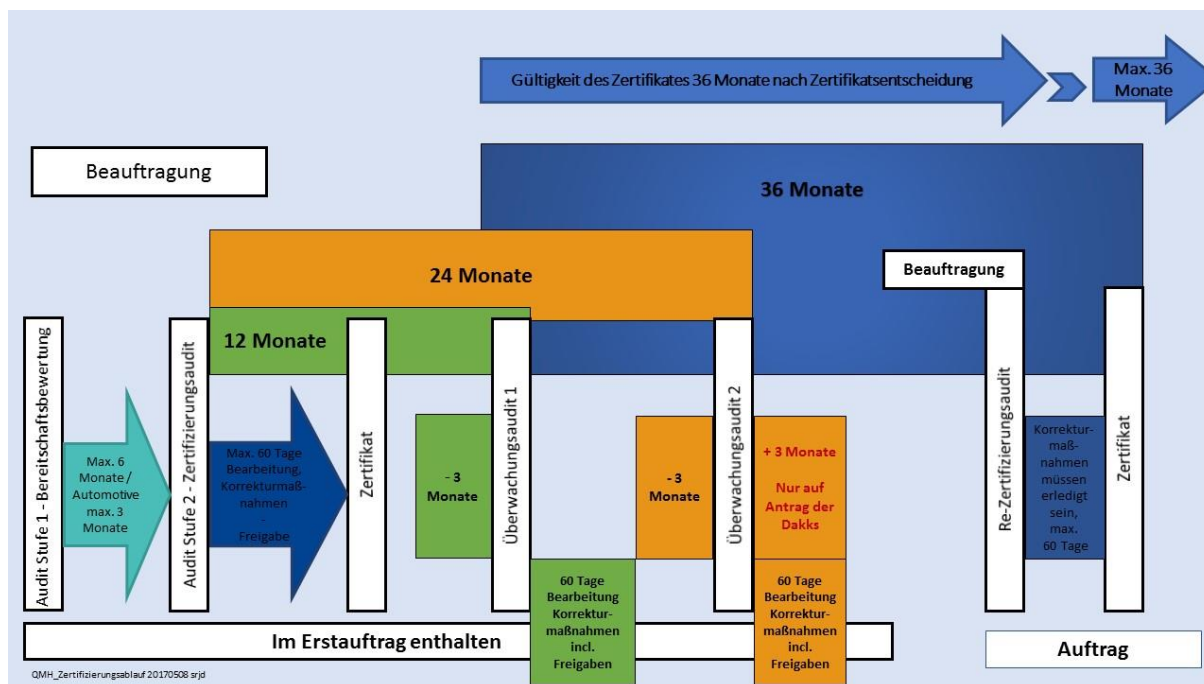 Gültigkeit des Zertifikates 36 Monate nach Zertifikatsentscheidung
Max. 36
Monate
Beauftragung
36 Monate
24 Monate
Beauftragung
12 Monate
Audit Stufe 1 - Bereitschaftsbewertung
Max. 6
Monate /
Automotive
max. 3
Monate
Audit Stufe 2 - Zertifizierungsaudit
Max. 60 Tage
Bearbeitung,
Korrekturmaß-
nahmen
-
Freigabe
Zertifikat
- 3
Monate
Überwachungsaudit 1
60 Tage
Bearbeitung
Korrektur-
maßnahmen
incl.
Freigaben
- 3
Monate
Überwachungsaudit 2
+ 3 Monate
Nur auf
Antrag der
Dakks
60 Tage
Bearbeitung
Korrektur-
maßnahmen
incl.
Freigaben
Re-Zertifizierungsaudit
Korrektur-
maß-
nahmen
müssen
erledigt
sein,
max.
60 Tage
Zertifikat
Im Erstauftrag enthalten
Auftrag
QMH_Zertifizierungsablauf 20170508 srjd